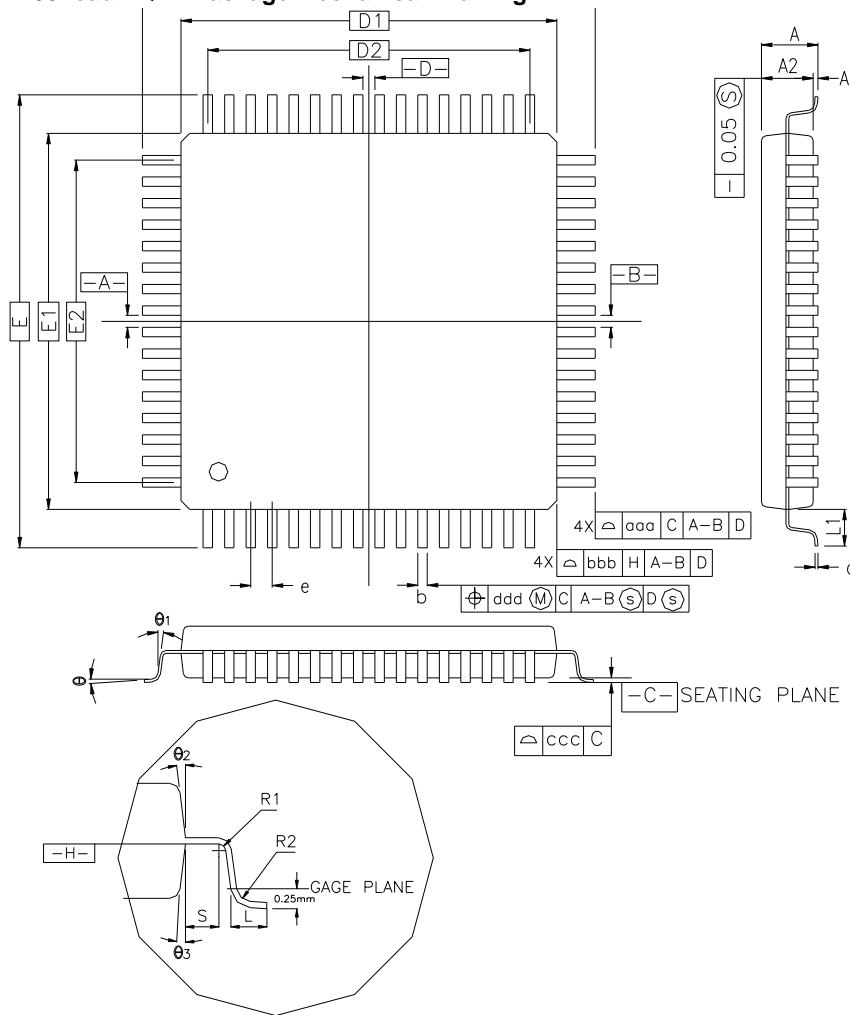 D1
D2
-D-
A
A2
A
- 0.05 S
-A-
-B-
E
E1
E2
4X aaa C A-B D
4X bbb H A-B D
ddd M C A-B S D S
e
b
L1
θ1
θ
-C- SEATING PLANE
ccc C
θ2
R1
R2
-H-
GAGE PLANE
0.25mm
S
L
θ3